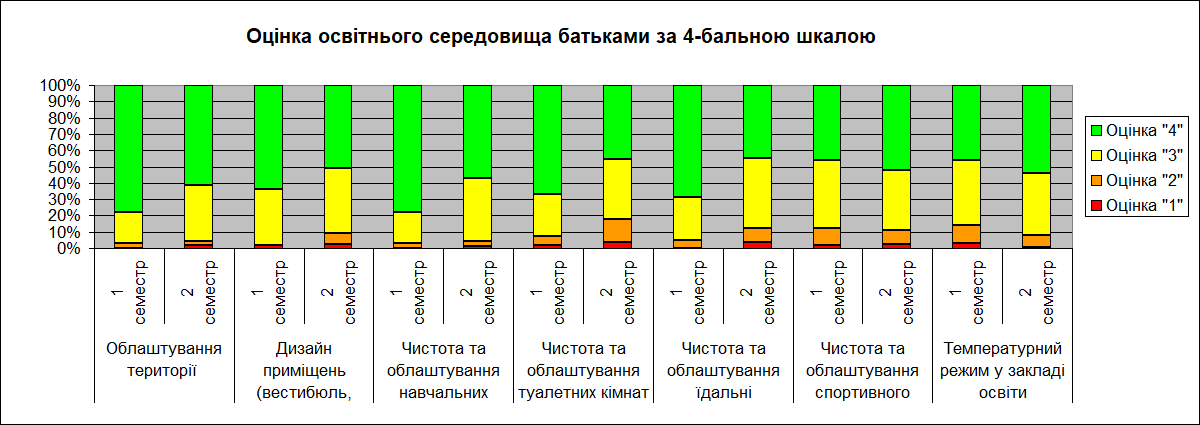 Оцінка освітнього середовища батьками за 4-бальною шкалою
100%
90%
80%
70%
60%
50%
40%
30%
20%
10%
0%
Оцінка "4"
Оцінка "3"
Оцінка "2"
Оцінка "1"
1
семестр
2
семестр
1
семестр
2
семестр
1
семестр
2
семестр
1
семестр
2
семестр
1
семестр
2
семестр
1
семестр
2
семестр
1
семестр
2
семестр
Облаштування
території
Дизайн
приміщень
(вестибюль,
Чистота та
облаштування
навчальних
Чистота та
облаштування
туалетних кімнат
Чистота та
облаштування
їдальні
Чистота та
облаштування
спортивного
Температурний
режим у закладі
освіти